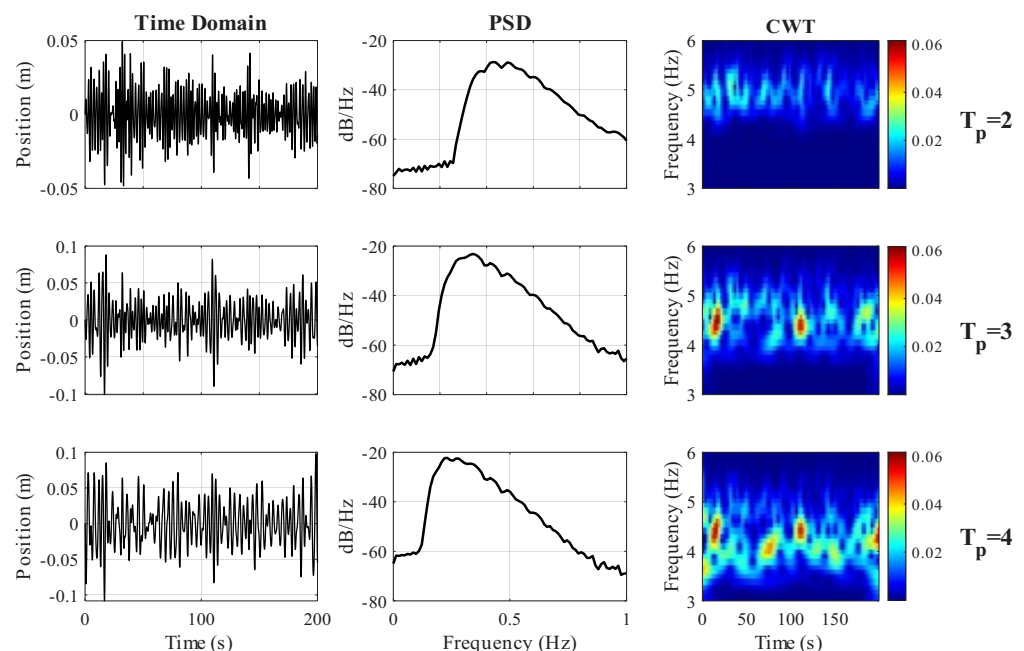 Time Domain PSD CWT
0.05 -20 6 0.06
Position (m) 0 dB/Hz -40 Frequency (Hz) 5 0.04 T_p=2
-60 4 0.02
-0.05 -80 3
0.1 -20 6 0.06
0.05 -40 5 0.04
Position (m) 0 dB/Hz Frequency (Hz) T_p=3
-0.05 -60 4 0.02
-0.1 -80 3
0.1 -20 6 0.06
0.05 -40 5 0.04
Position (m) 0 dB/Hz Frequency (Hz) T_p=4
-0.05 -60 4 0.02
-0.1 -80 3
0 100 200 0 0.5 1 0 50 100 150
Time (s) Frequency (Hz) Time (s)